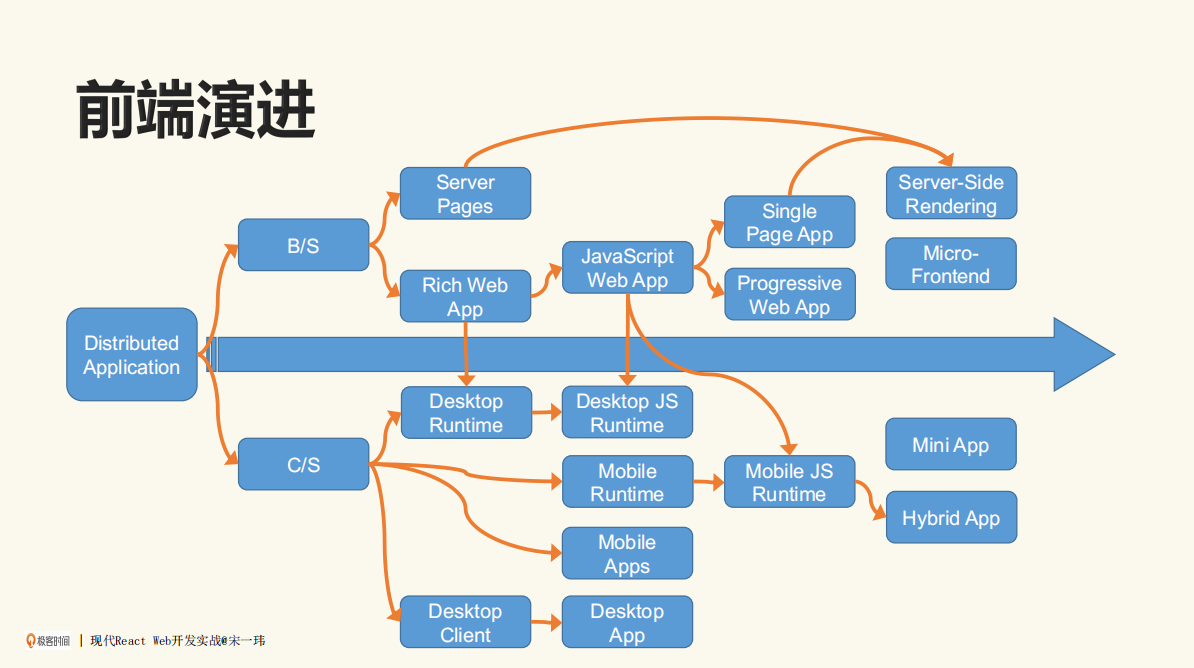 前端演进
Server
Pages
Server-Side
Rendering
Single
Page App
B/S
JavaScript
Web App
Micro-
Frontend
Rich Web
App
Progressive
Web App
Distributed
Application
Desktop
Runtime
Desktop JS
Runtime
C/S
Mini App
Mobile
Runtime
Mobile JS
Runtime
Hybrid App
Mobile
Apps
Desktop
Client
Desktop
App
极客时间 | 现代React Web开发实战@宋一玮